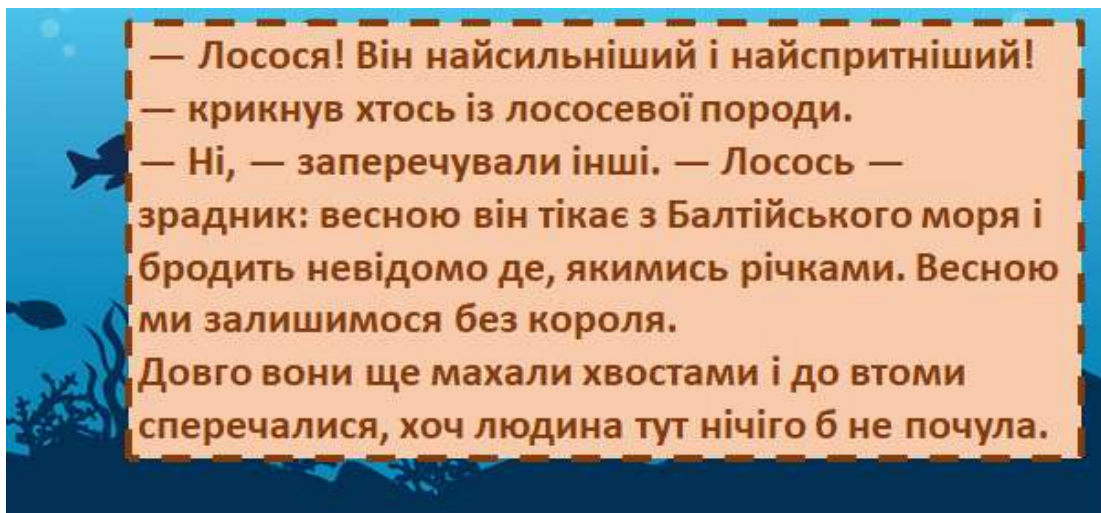 — Лосося! Він найсильніший і найспритніший!
— крикнув хтось із лососевої породи.
— Ні, — заперечували інші. — Лосось —
зрадник: весною він тікає з Балтійського моря і
бродить невідомо де, якимись річками. Весною
ми залишимося без короля.
Довго вони ще махали хвостами і до втоми
сперечалися, хоч людина тут нічіго б не почула.